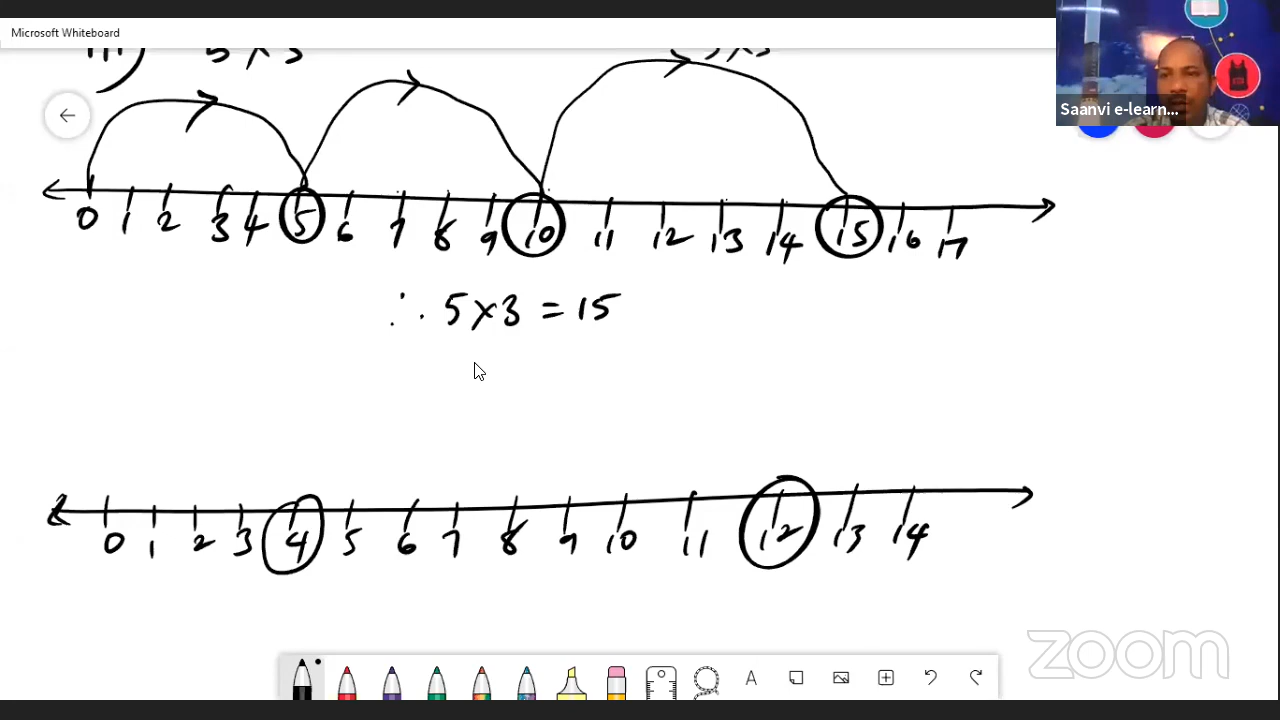 Microsoft Whiteboard
Saanvi e-learn...
iii) 5 x 3
0 1 2 3 4 5 6 7 8 9 10 11 12 13 14 15 16 17
∴ 5 x 3 = 15
0 1 2 3 4 5 6 7 8 9 10 11 12 13 14
A
zoom